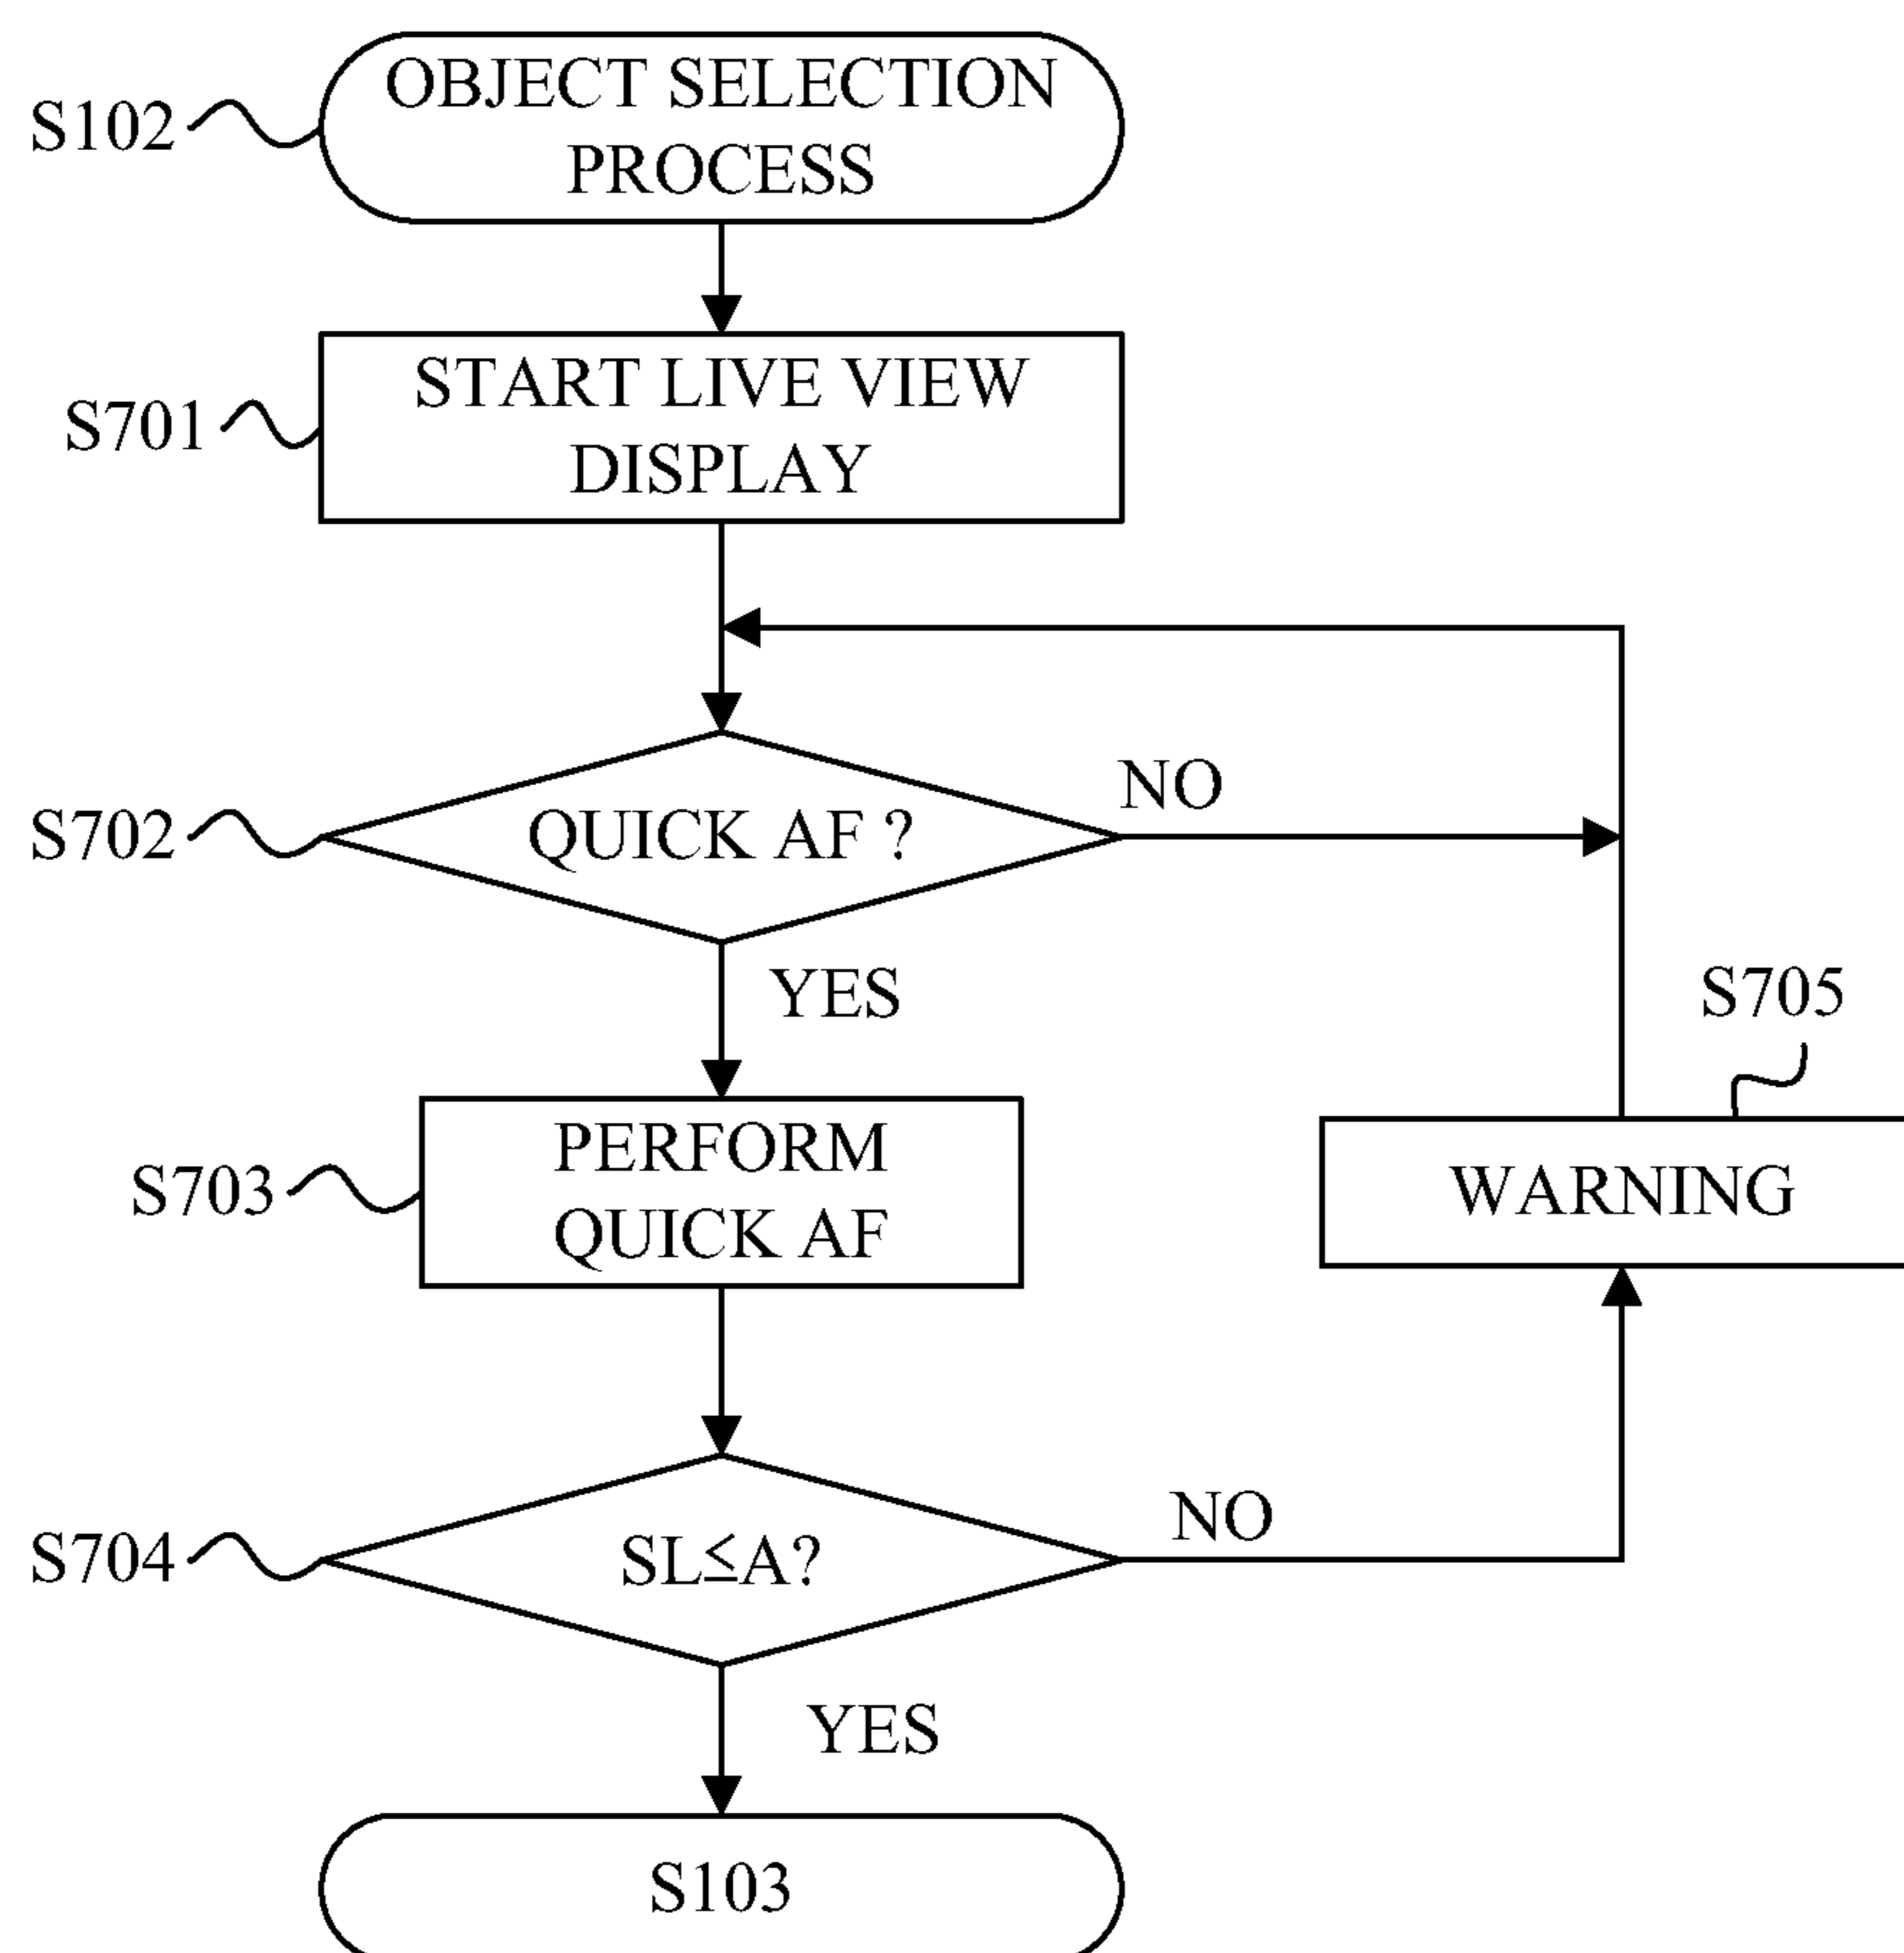 S102
OBJECT SELECTION
PROCESS
S701
START LIVE VIEW
DISPLAY
S702
QUICK AF ?
NO
YES
S705
S703
PERFORM
QUICK AF
WARNING
S704
SL≤A?
NO
YES
S103